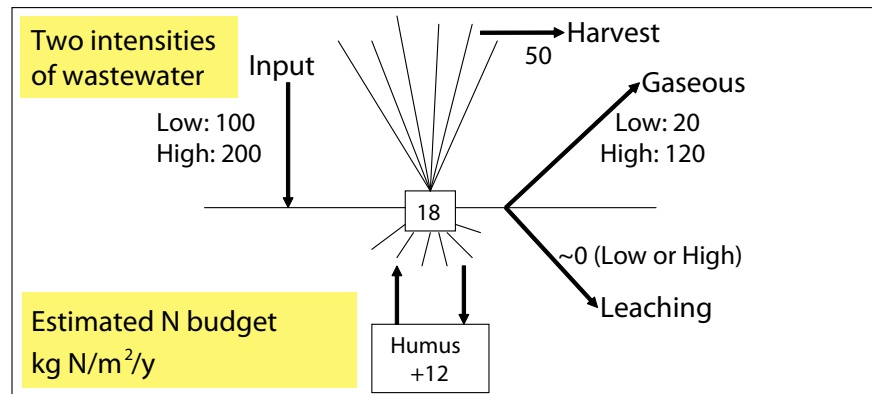 Two intensities
of wastewater
Input
Low: 100
High: 200
Harvest
50
Gaseous
Low: 20
High: 120
18
~0 (Low or High)
Leaching
Estimated N budget
kg N/m²/y
Humus
+12